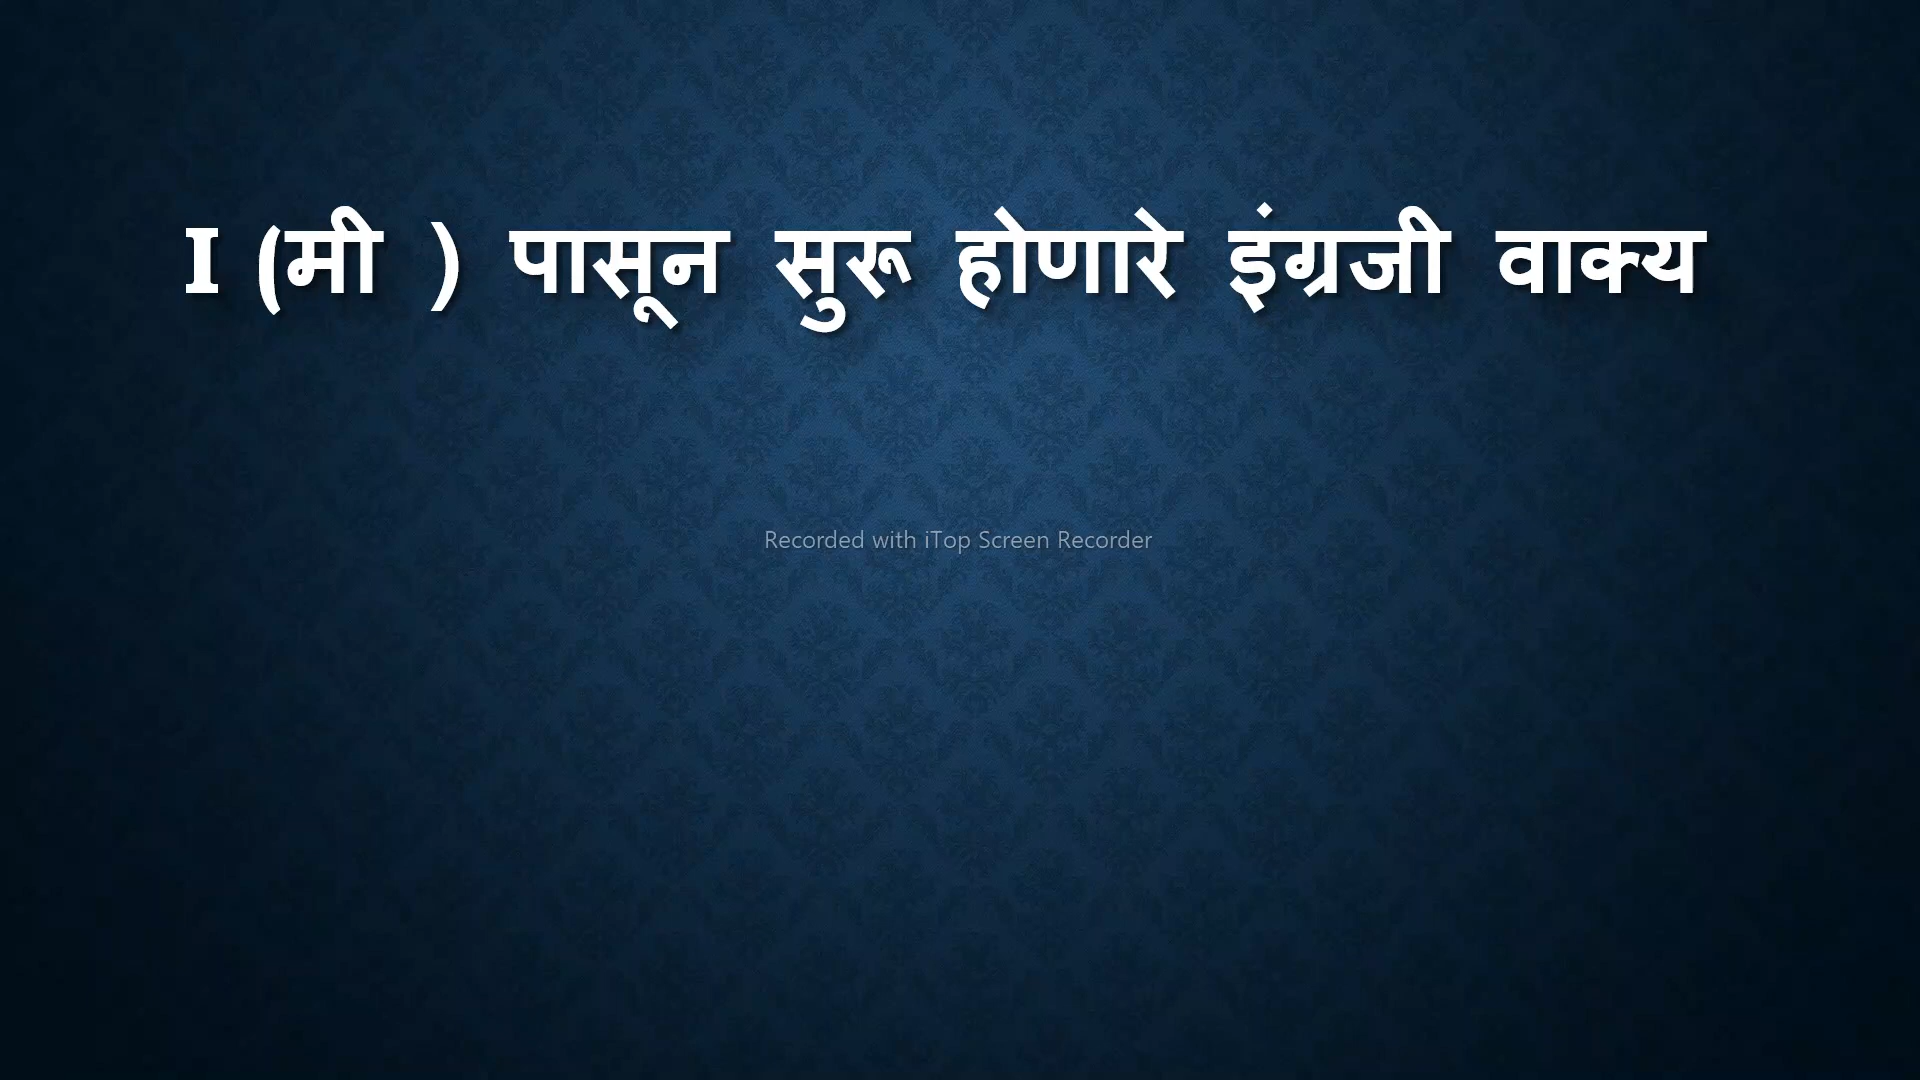 I (मी ) पासून सुरू होणारे इंग्रजी वाक्य
Recorded with iTop Screen Recorder